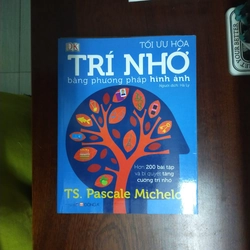 DK
TỐI ƯU HÓA
TRÍ NHỚ
bằng phương pháp hình ảnh
Hơn 200 bài tập
và bí quyết tăng
cường trí nhớ
TS. Pascale Michelon